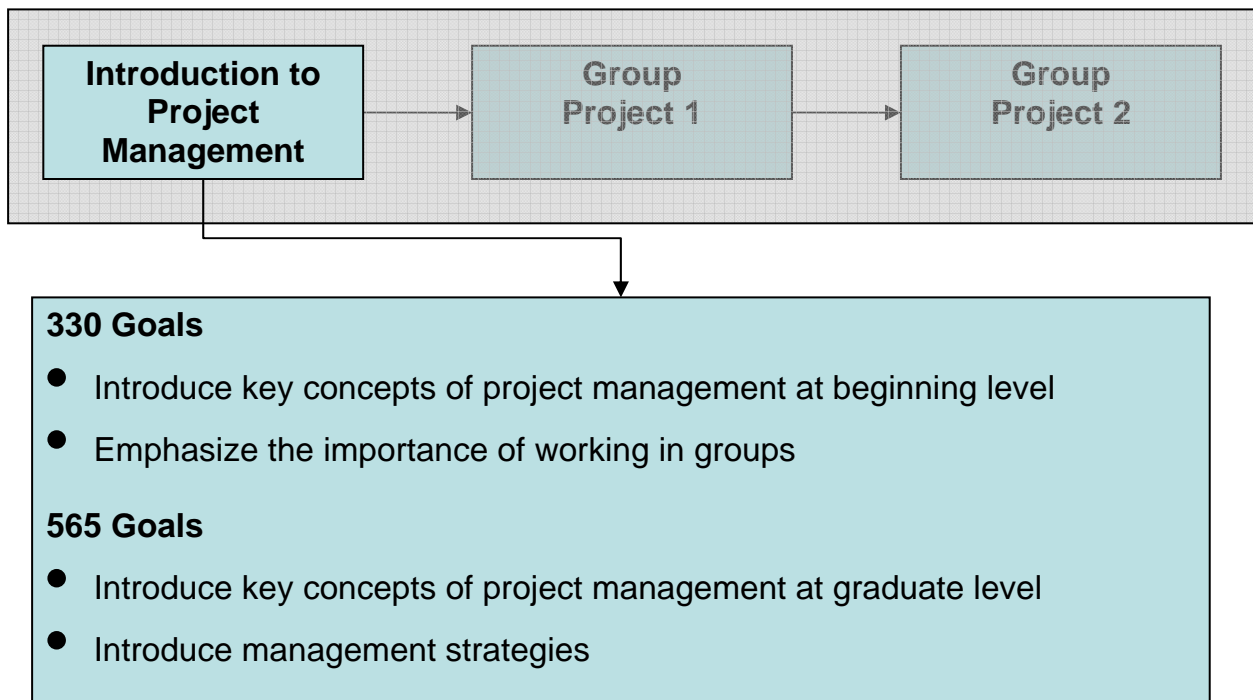 Introduction to
Project
Management
Group
Project 1
Group
Project 2
330 Goals
● Introduce key concepts of project management at beginning level
● Emphasize the importance of working in groups
565 Goals
● Introduce key concepts of project management at graduate level
● Introduce management strategies